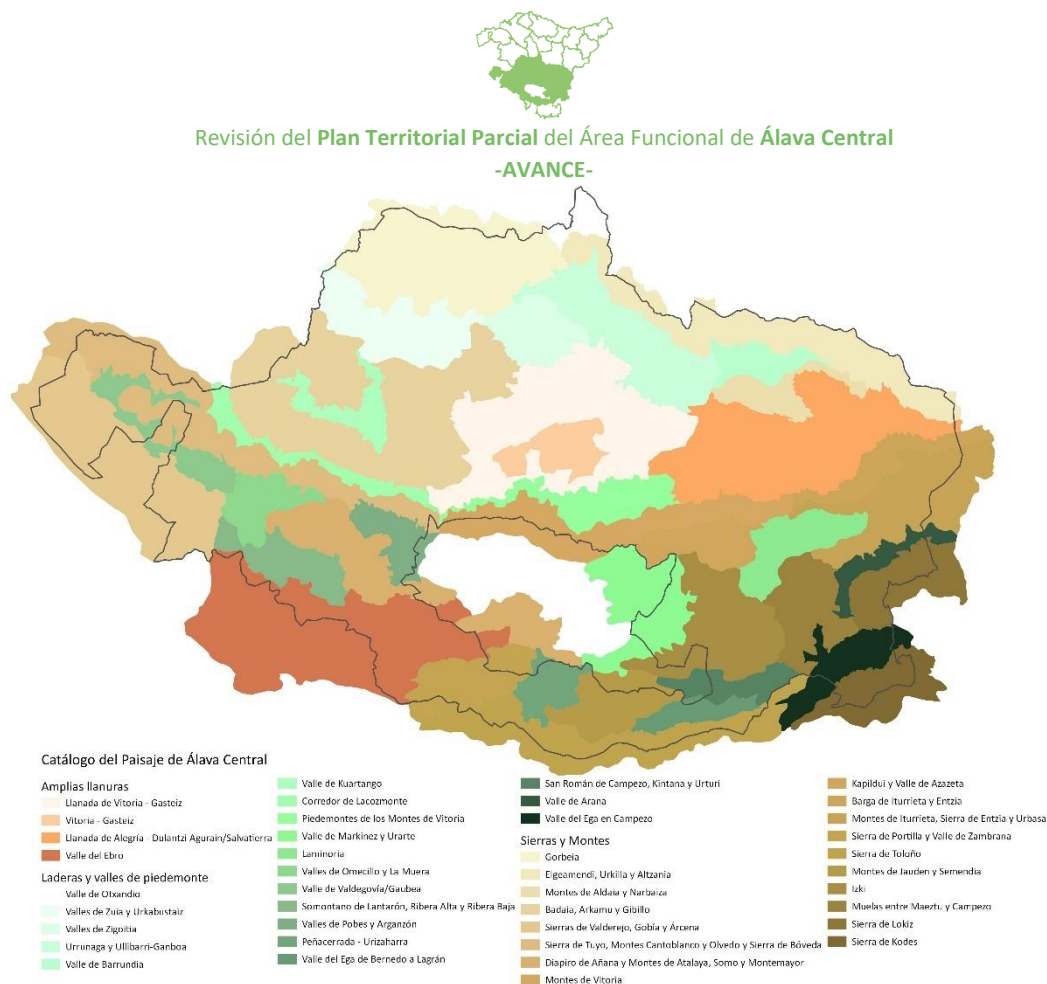 Revisión del Plan Territorial Parcial del Área Funcional de Álava Central
-AVANCE-
Catálogo del Paisaje de Álava Central
Amplias llanuras
Llanada de Vitoria - Gasteiz
Vitoria - Gasteiz
Llanada de Alegría - Dulantzi Agurain/Salvatierra
Valle del Ebro
Laderas y valles de piedemonte
Valle de Otxandio
Valles de Zuia y Urkabustaiz
Valles de Zigoitia
Urrunaga y Ullibarri-Ganboa
Valle de Barrundia
Valle de Kuartango
Corredor de Lacozmonte
Piedemontes de los Montes de Vitoria
Valle de Markinez y Urarte
Laminoria
Valles de Omecillo y La Muera
Valle de Valdegovía/Gaubea
Somontano de Lantarón, Ribera Alta y Ribera Baja
Valles de Pobes y Arganzón
Peñacerrada - Urizaharra
Valle del Ega de Bernedo a Lagrán
San Román de Campezo, Kintana y Urturi
Valle de Arana
Valle del Ega en Campezo
Sierras y Montes
Gorbeia
Elgeamendi, Urkilla y Altzania
Montes de Aldaia y Narbaiza
Badaia, Arkamu y Gibillo
Sierras de Valderejo, Gobía y Árcena
Sierra de Tuyo, Montes Cantoblanco y Olvedo y Sierra de Bóveda
Diapiro de Añana y Montes de Atalaya, Somo y Montemayor
Montes de Vitoria
Kapildui y Valle de Azazeta
Barga de Iturrieta y Entzia
Montes de Iturrieta, Sierra de Entzia y Urbasa
Sierra de Portilla y Valle de Zambrana
Sierra de Toloño
Montes de Jauden y Semendia
Izki
Muelas entre Maeztu y Campezo
Sierra de Lokiz
Sierra de Kodes